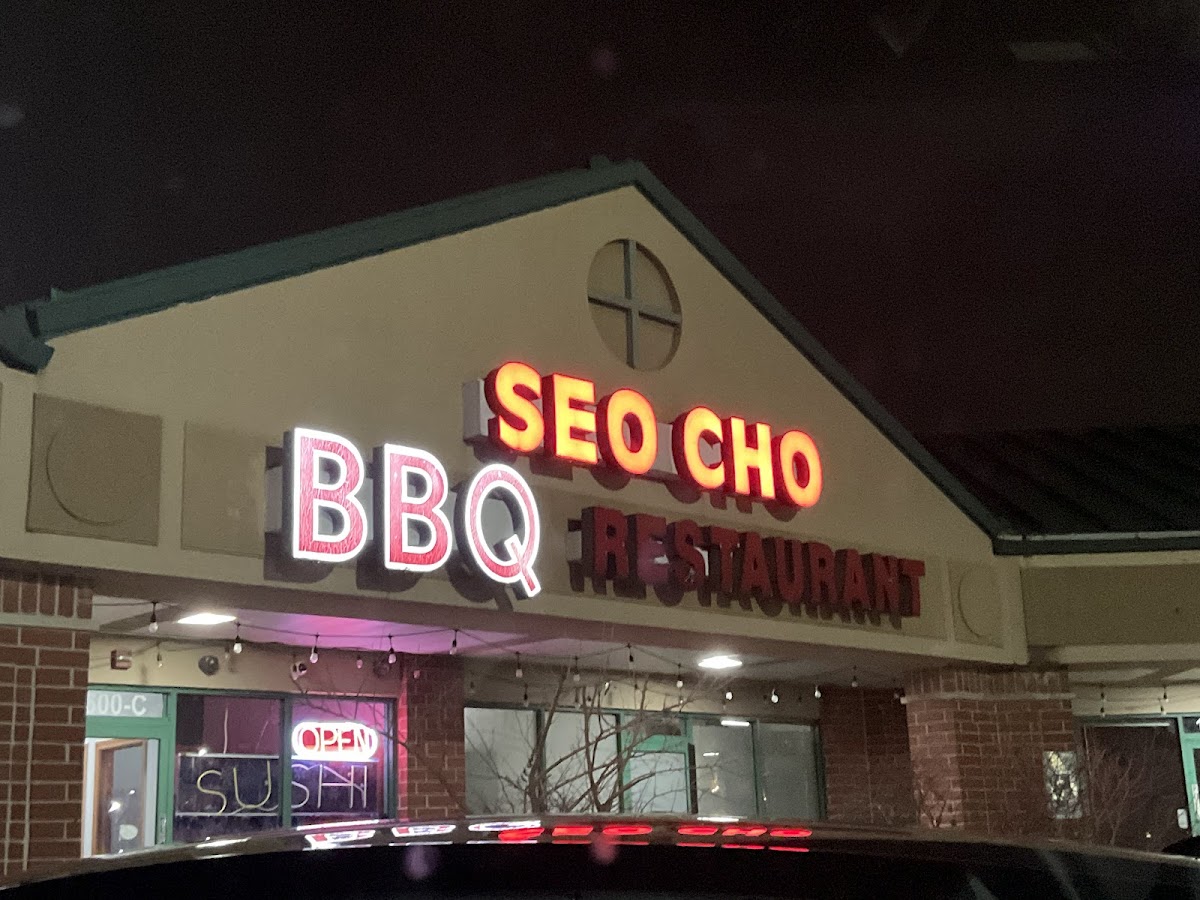 SEO CHO
BBQ
RESTAURANT
OPEN
SUSHI